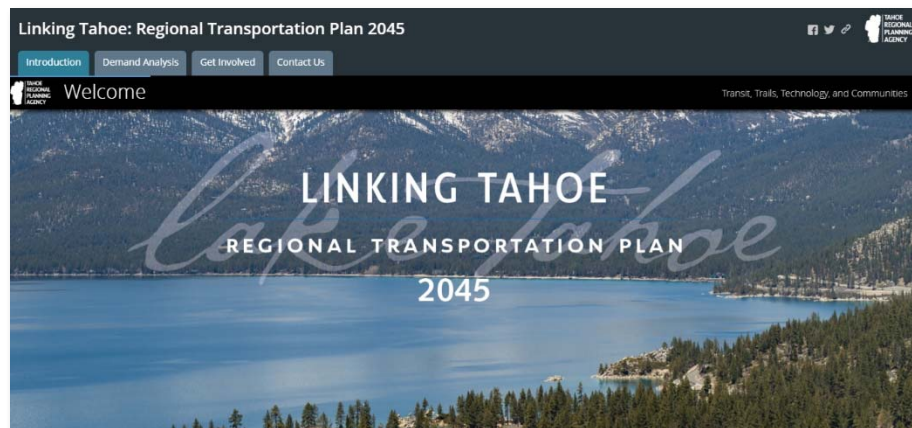 Linking Tahoe: Regional Transportation Plan 2045
TAHOE
REGIONAL
PLANNING
AGENCY
Introduction
Demand Analysis
Get Involved
Contact Us
TAHOE
REGIONAL
PLANNING
AGENCY
Welcome
Transit, Trails, Technology, and Communities
lake tahoe
LINKING TAHOE
REGIONAL TRANSPORTATION PLAN
2045